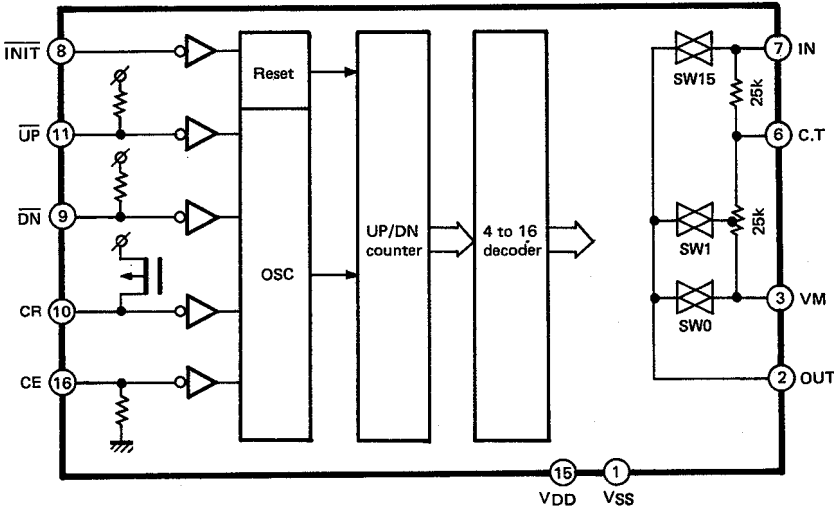 INIT
8
Reset
SW15
7
IN
25k
UP
11
6
C.T
DN
9
UP/DN
counter
4 to 16
decoder
SW1
25k
OSC
CR
10
SW0
3
VM
CE
16
2
OUT
15
1
VDD
VSS